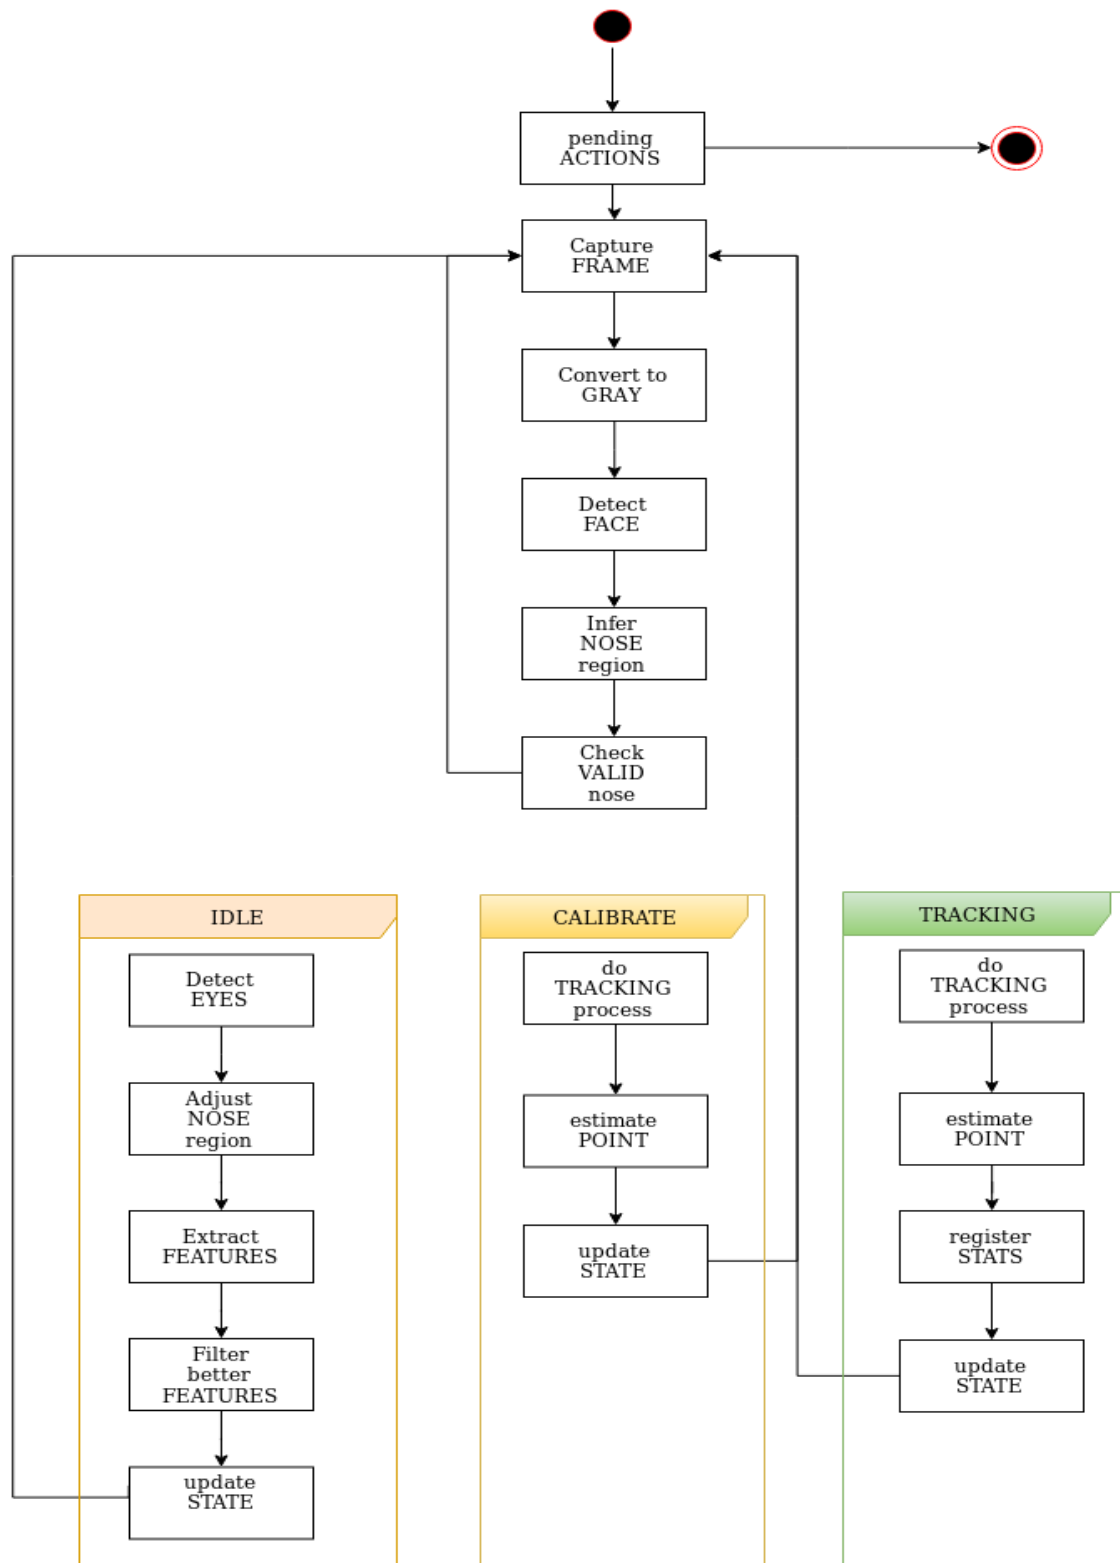 pending
ACTIONS
Capture
FRAME
Convert to
GRAY
Detect
FACE
Infer
NOSE
region
Check
VALID
nose
IDLE
Detect
EYES
Adjust
NOSE
region
Extract
FEATURES
Filter
better
FEATURES
update
STATE
CALIBRATE
do
TRACKING
process
estimate
POINT
update
STATE
TRACKING
do
TRACKING
process
estimate
POINT
register
STATS
update
STATE